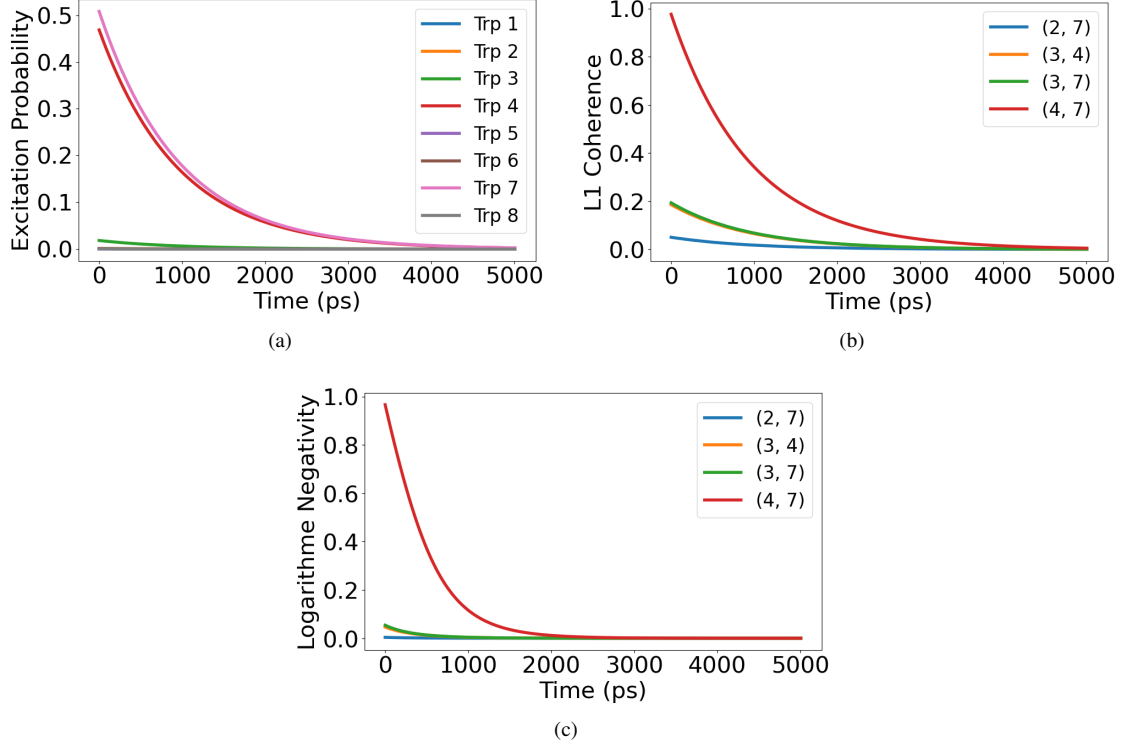 Excitation Probability
0.5
0.4
0.3
0.2
0.1
0.0
0 1000 2000 3000 4000 5000
Time (ps)
Trp 1
Trp 2
Trp 3
Trp 4
Trp 5
Trp 6
Trp 7
Trp 8
(a)
L1 Coherence
1.0
0.8
0.6
0.4
0.2
0.0
0 1000 2000 3000 4000 5000
Time (ps)
(2, 7)
(3, 4)
(3, 7)
(4, 7)
(b)
Logarithme Negativity
1.0
0.8
0.6
0.4
0.2
0.0
0 1000 2000 3000 4000 5000
Time (ps)
(2, 7)
(3, 4)
(3, 7)
(4, 7)
(c)